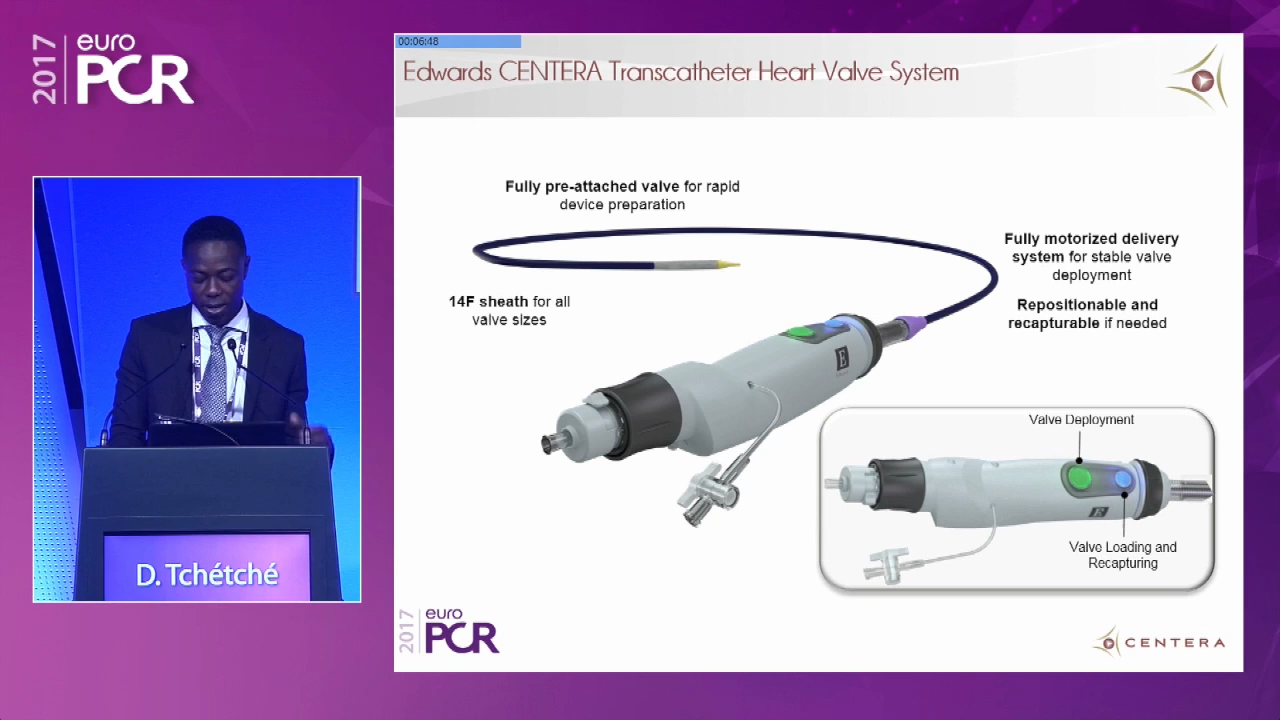 2017
euro
PCR
00:06:48
Edwards CENTERA Transcatheter Heart Valve System
Fully pre-attached valve for rapid
device preparation
Fully motorized delivery
system for stable valve
deployment
14F sheath for all
valve sizes
Repositionable and
recapturable if needed
E
Valve Deployment
E
Valve Loading and
Recapturing
D. Tchétché
2017
euro
PCR
CENTERA